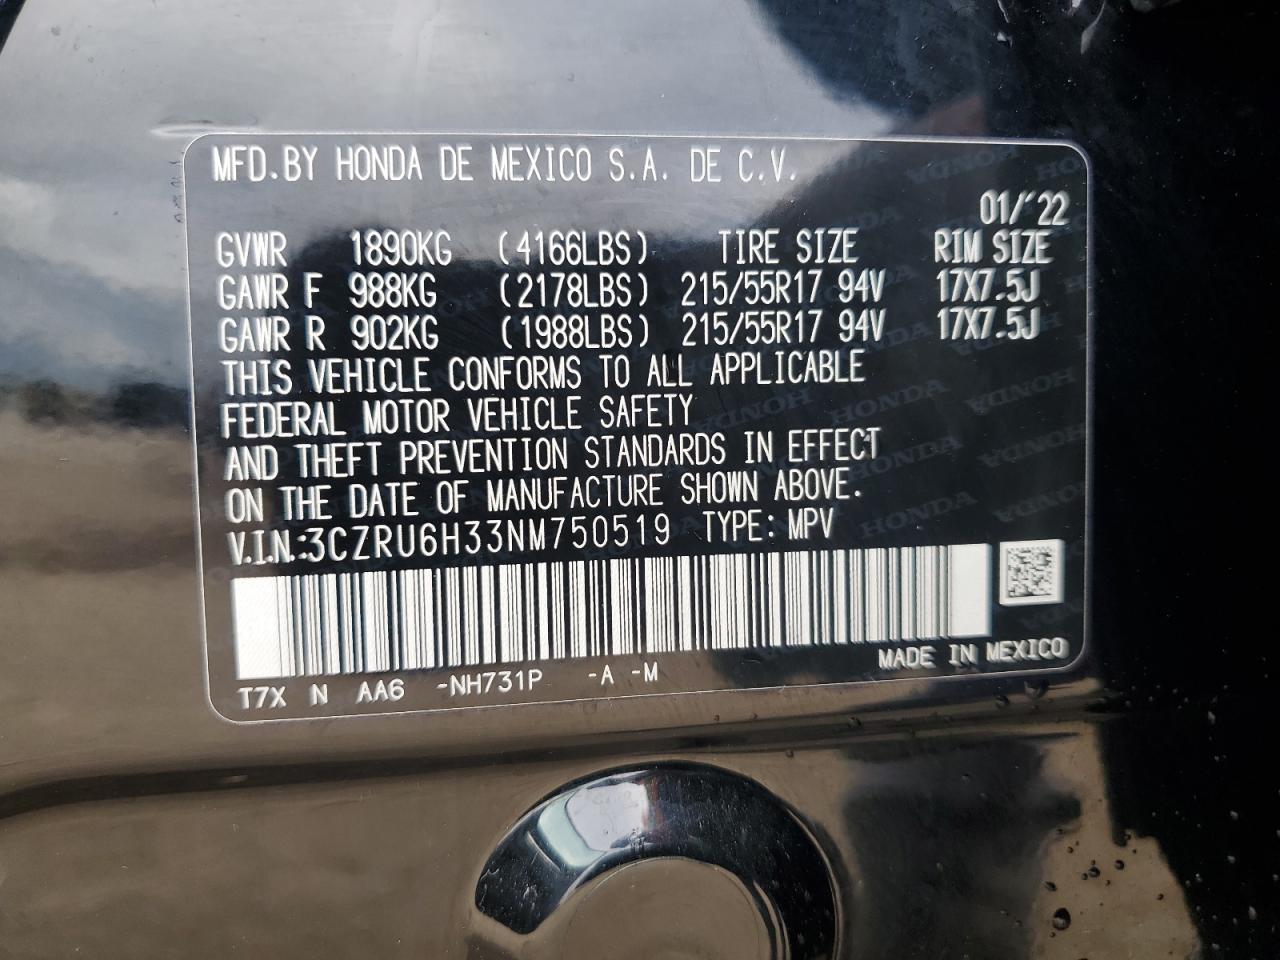 MFD.BY HONDA DE MEXICO S.A. DE C.V.
01/'22
GVWR 1890KG (4166LBS) TIRE SIZE RIM SIZE
GAWR F 988KG (2178LBS) 215/55R17 94V 17X7.5J
GAWR R 902KG (1988LBS) 215/55R17 94V 17X7.5J
THIS VEHICLE CONFORMS TO ALL APPLICABLE
FEDERAL MOTOR VEHICLE SAFETY
AND THEFT PREVENTION STANDARDS IN EFFECT
ON THE DATE OF MANUFACTURE SHOWN ABOVE.
V.I.N.:3CZRU6H33NM750519 TYPE: MPV
MADE IN MEXICO
T7X N AA6 -NH731P -A -M